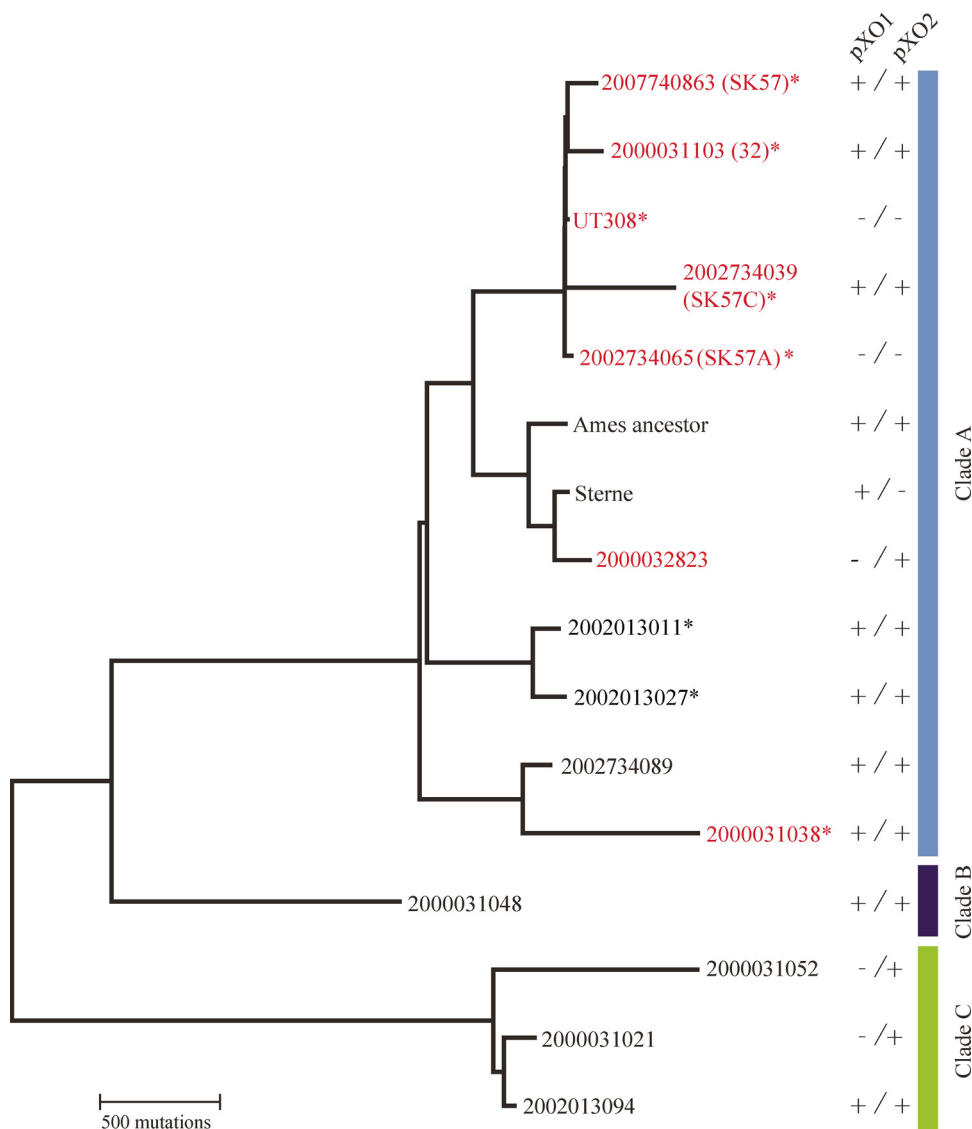 pXO1 pXO2
2007740863 (SK57)* + / +
2000031103 (32)* + / +
UT308* - / -
2002734039
(SK57C)* + / +
2002734065(SK57A)* - / -
Ames ancestor + / +
Sterne + / -
2000032823 - / +
2002013011* + / +
2002013027* + / +
2002734089 + / +
2000031038* + / +
Clade A
2000031048 + / +
Clade B
2000031052 - /+
2000031021 - /+
2002013094 + / +
Clade C
500 mutations